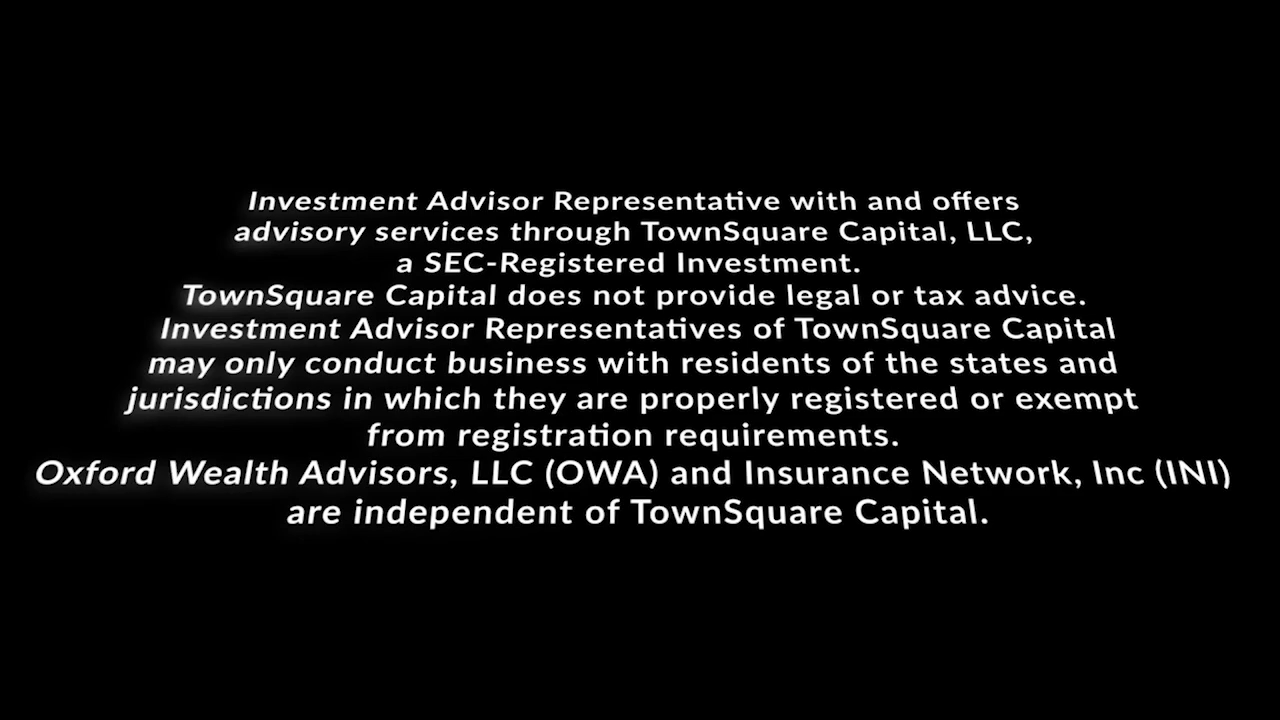 Investment Advisor Representative with and offers
advisory services through TownSquare Capital, LLC,
a SEC-Registered Investment.
TownSquare Capital does not provide legal or tax advice.
Investment Advisor Representatives of TownSquare Capital
may only conduct business with residents of the states and
jurisdictions in which they are properly registered or exempt
from registration requirements.
Oxford Wealth Advisors, LLC (OWA) and Insurance Network, Inc (INI)
are independent of TownSquare Capital.